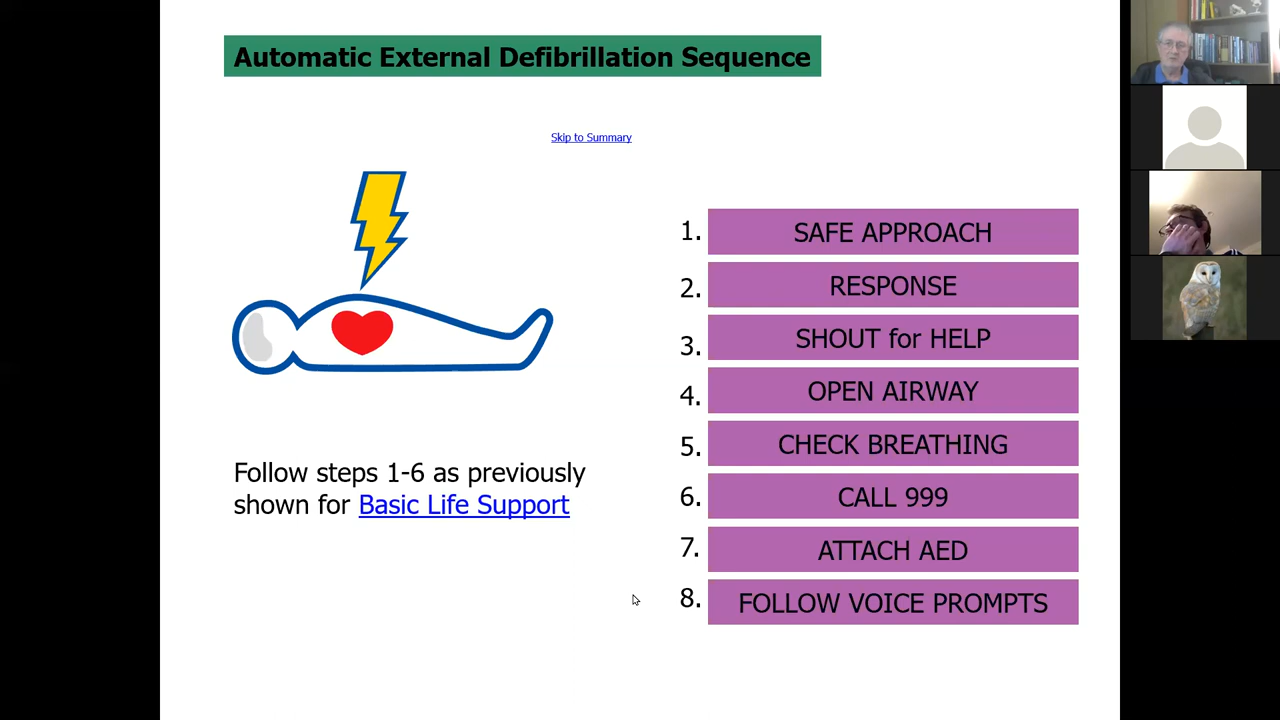 Automatic External Defibrillation Sequence
Skip to Summary
1. SAFE APPROACH
2. RESPONSE
3. SHOUT for HELP
4. OPEN AIRWAY
5. CHECK BREATHING
6. CALL 999
7. ATTACH AED
8. FOLLOW VOICE PROMPTS
Follow steps 1-6 as previously
shown for Basic Life Support